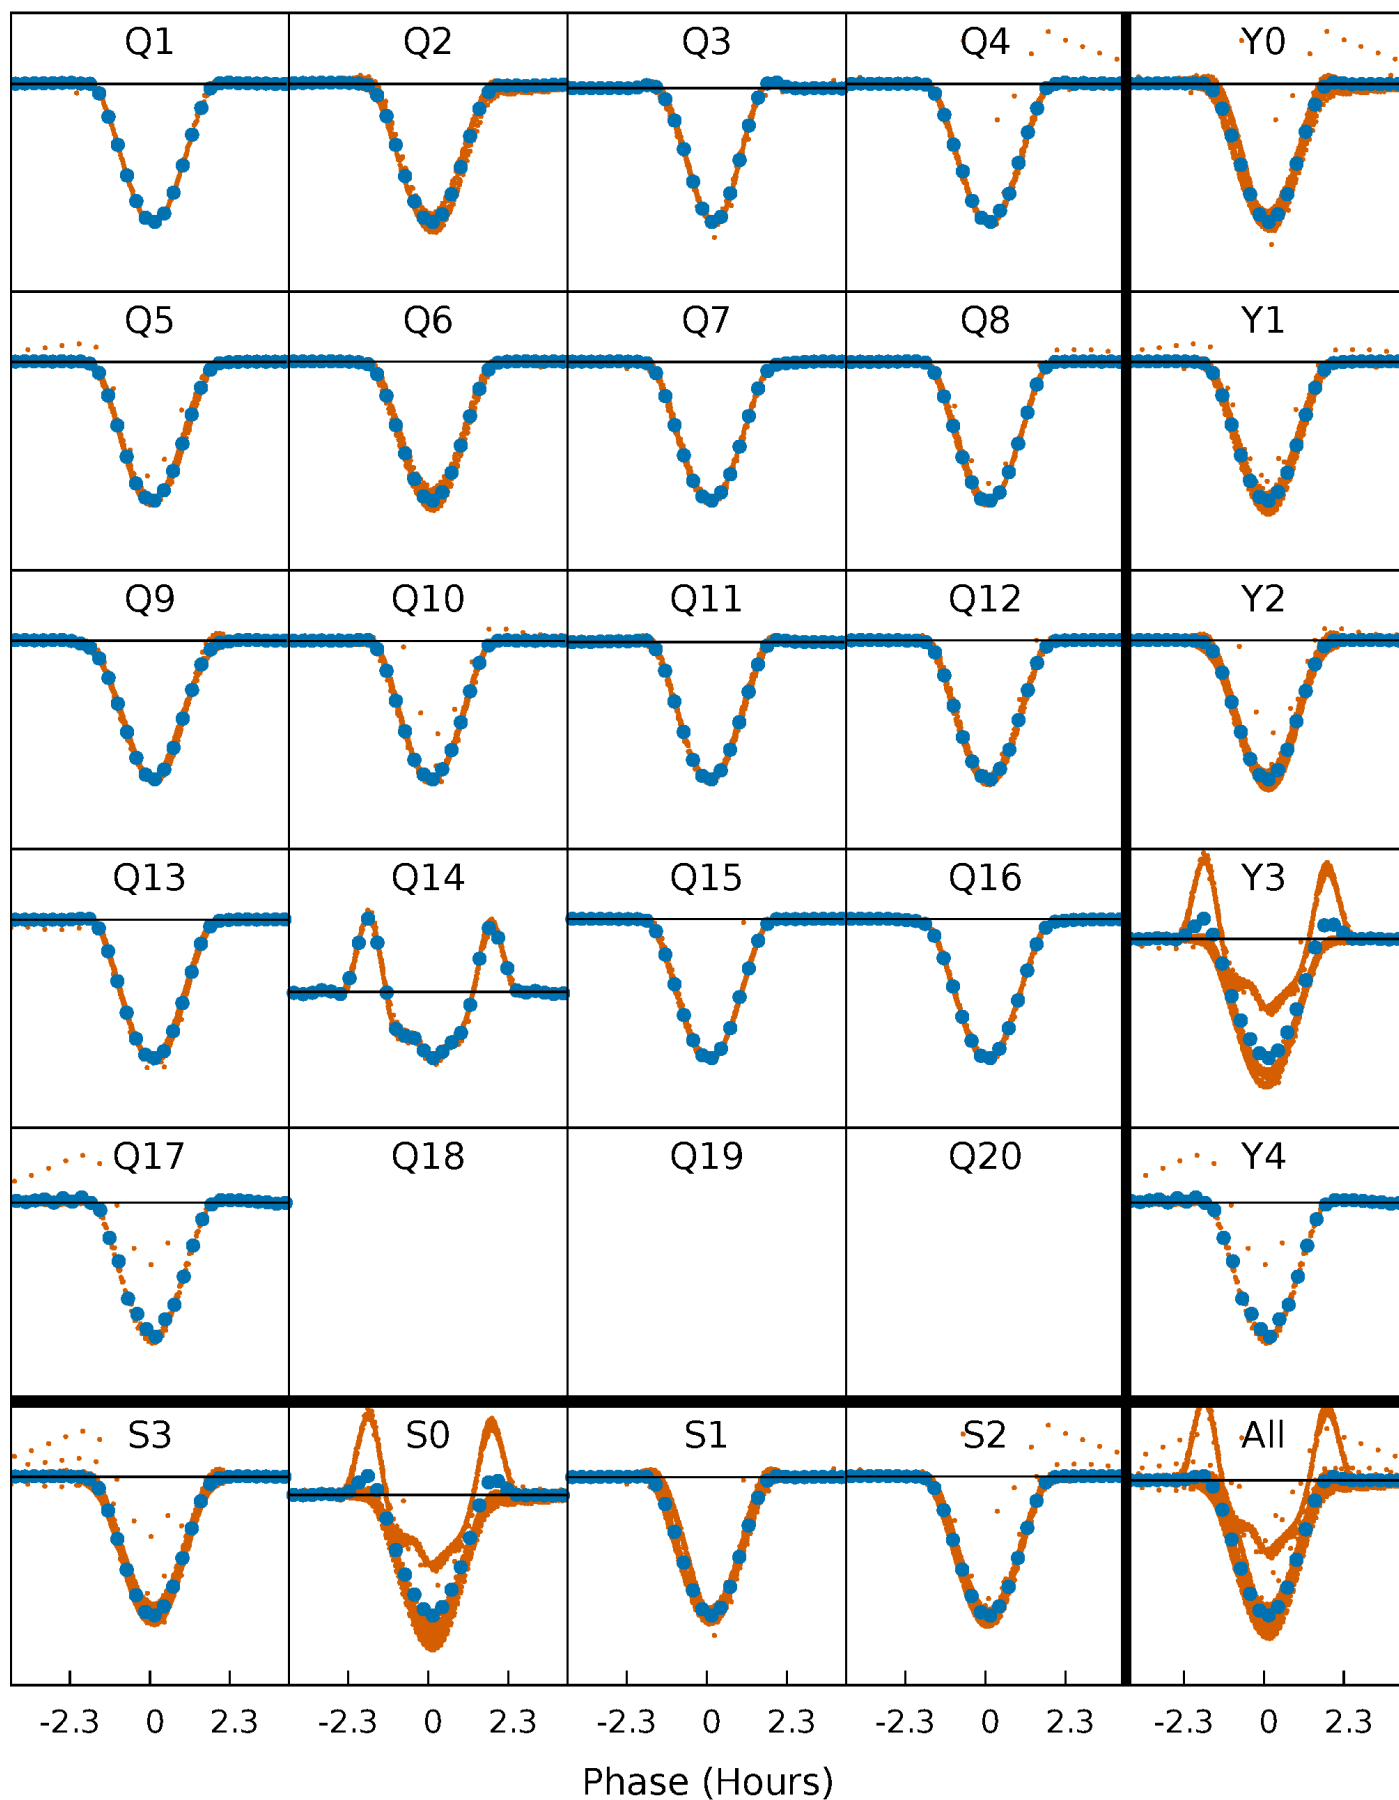 Q1 Q2 Q3 Q4 Y0
Q5 Q6 Q7 Q8 Y1
Q9 Q10 Q11 Q12 Y2
Q13 Q14 Q15 Q16 Y3
Q17 Q18 Q19 Q20 Y4
S3 S0 S1 S2 All
-2.3 0 2.3 -2.3 0 2.3 -2.3 0 2.3 -2.3 0 2.3 -2.3 0 2.3
Phase (Hours)